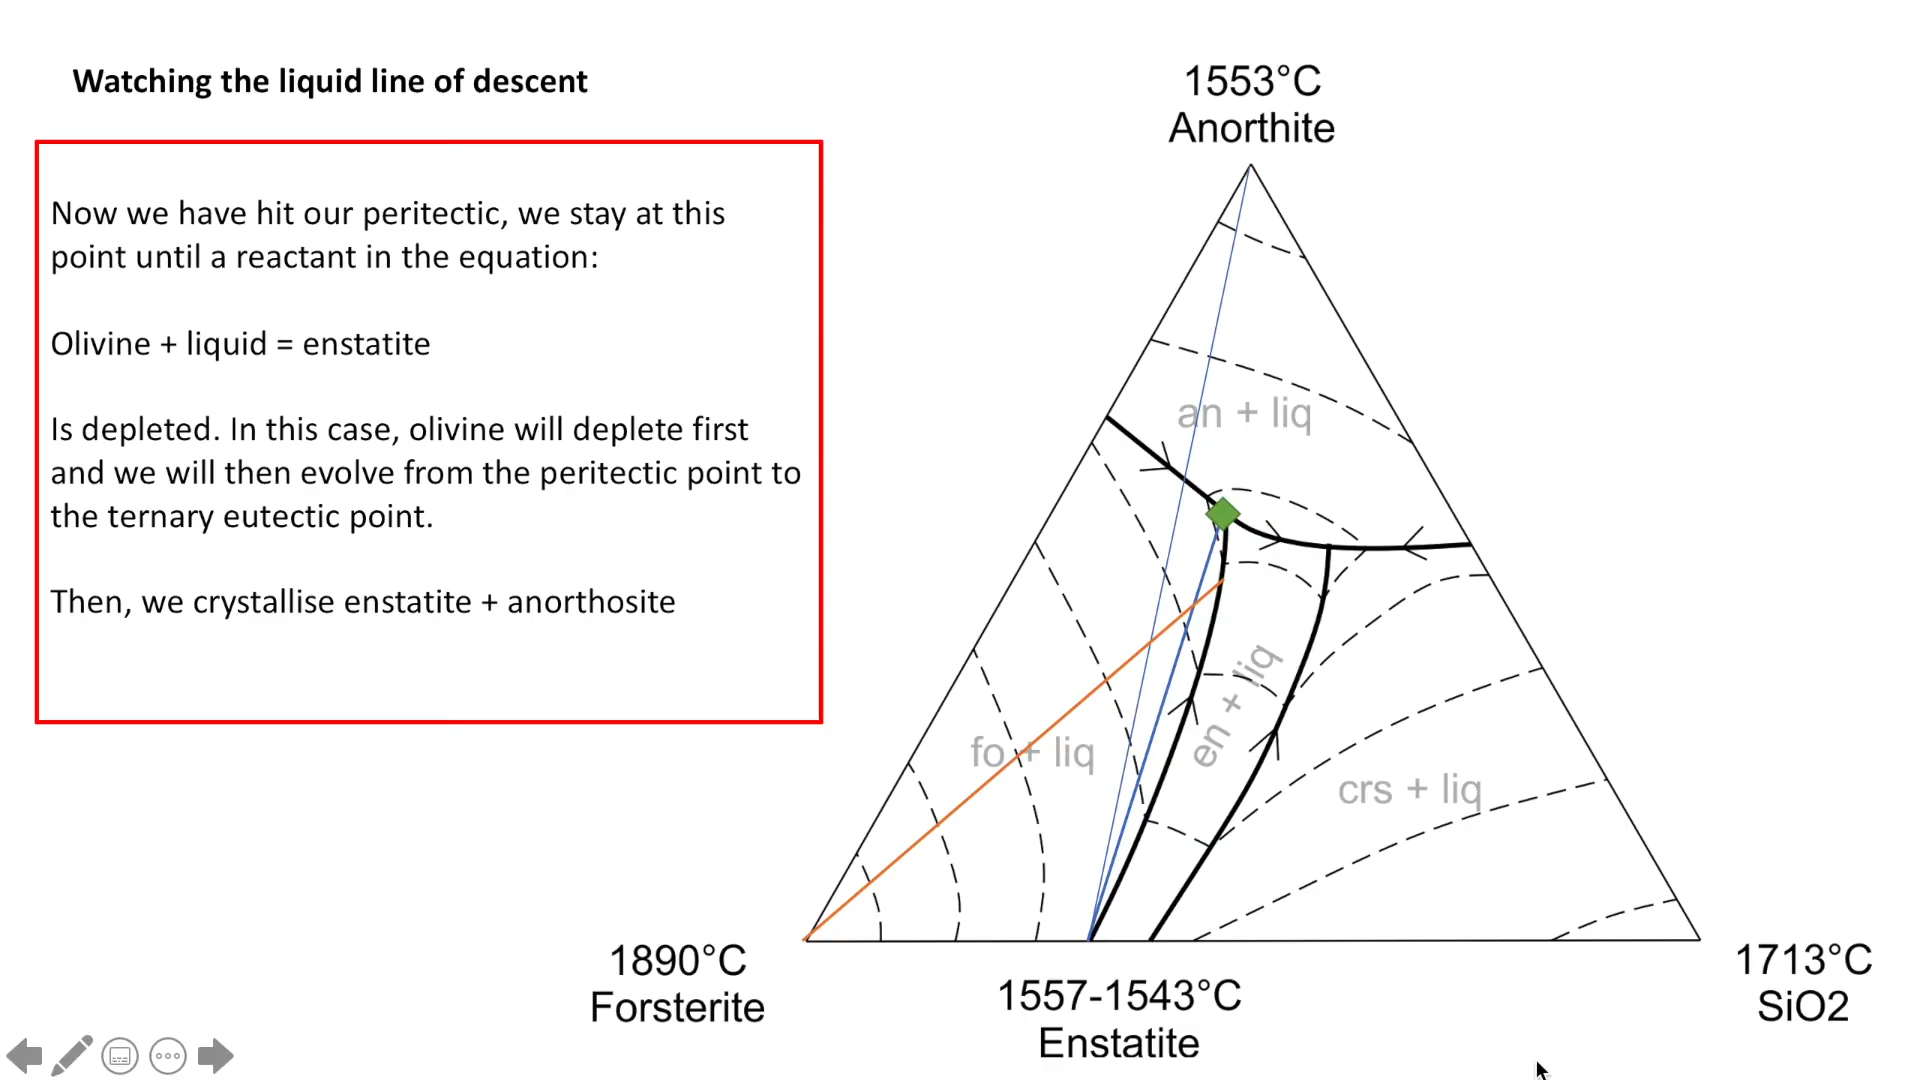 Watching the liquid line of descent
Now we have hit our peritectic, we stay at this
point until a reactant in the equation:
Olivine + liquid = enstatite
Is depleted. In this case, olivine will deplete first
and we will then evolve from the peritectic point to
the ternary eutectic point.
Then, we crystallise enstatite + anorthosite
1553°C
Anorthite
an + liq
en + liq
fo + liq
crs + liq
1890°C
Forsterite
1557-1543°C
Enstatite
1713°C
SiO2